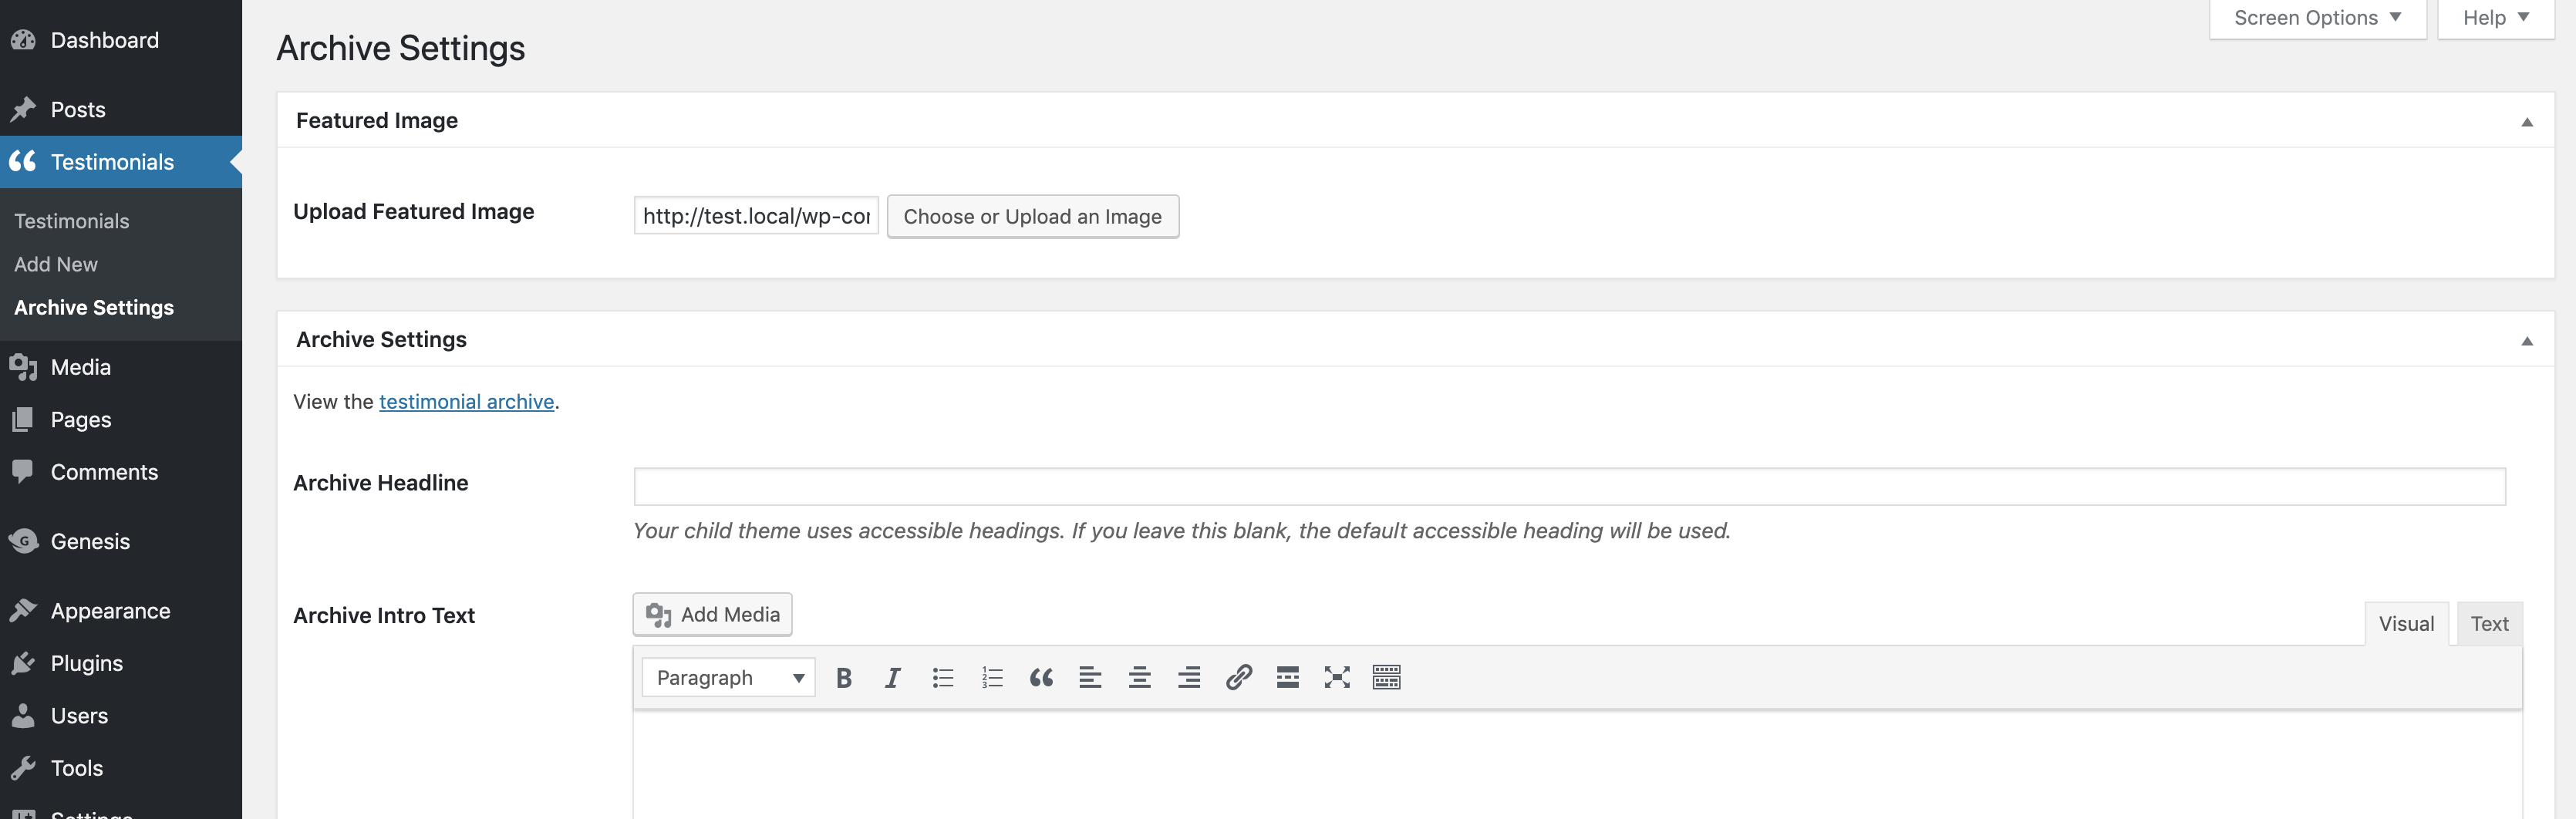 Dashboard
Posts
Testimonials
Testimonials
Add New
Archive Settings
Media
Pages
Comments
Genesis
Appearance
Plugins
Users
Tools
Screen Options ▼
Help ▼
Archive Settings
Featured Image
Upload Featured Image
http://test.local/wp-cor
Choose or Upload an Image
Archive Settings
View the testimonial archive.
Archive Headline
Your child theme uses accessible headings. If you leave this blank, the default accessible heading will be used.
Archive Intro Text
Add Media
Visual Text
Paragraph